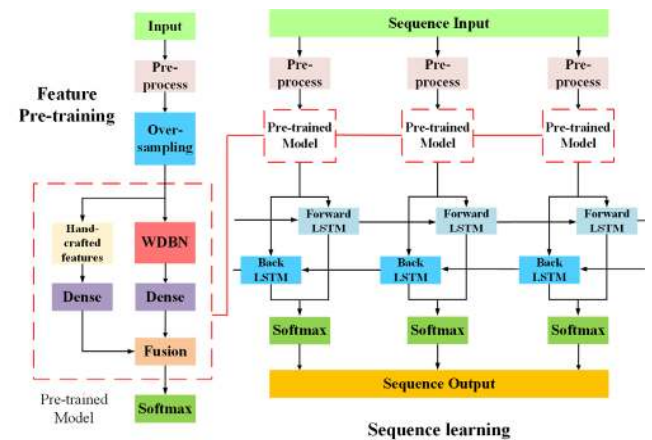 Input
Pre-
process
Feature
Pre-training
Over-
sampling
Hand-
crafted
features
WDBN
Dense
Dense
Fusion
Pre-trained
Model
Softmax
Sequence Input
Pre-
process
Pre-
process
Pre-
process
Pre-trained
Model
Pre-trained
Model
Pre-trained
Model
Forward
LSTM
Forward
LSTM
Forward
LSTM
Back
LSTM
Back
LSTM
Back
LSTM
Softmax
Softmax
Softmax
Sequence Output
Sequence learning